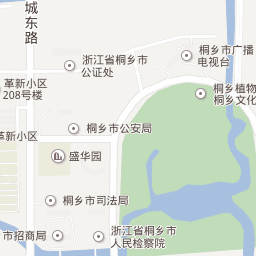 城东路
浙江省桐乡市
公证处
桐乡市广播
电视台
革新小区
208号楼
桐乡植物
桐乡文化
桐乡市公安局
革新小区
盛华园
桐乡市司法局
浙江省桐乡市
人民检察院
市招商局